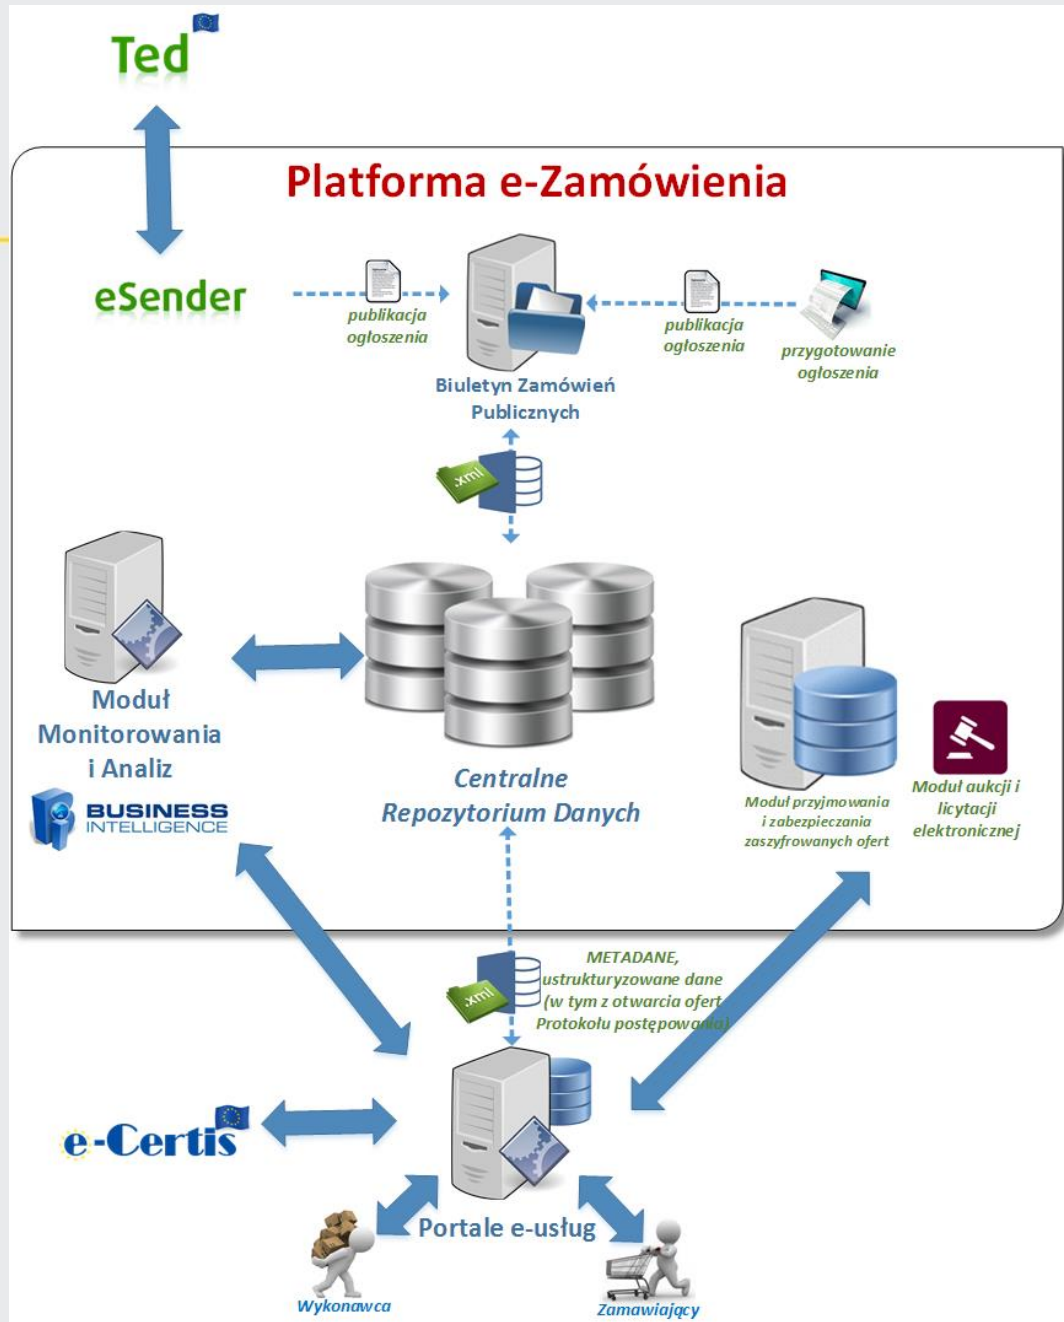 Ted
Platforma e-Zamówienia
eSender
publikacja
ogłoszenia
publikacja
ogłoszenia
przygotowanie
ogłoszenia
Biuletyn Zamówień
Publicznych
.xml
Moduł
Monitorowania
i Analiz
BUSINESS
INTELLIGENCE
Centralne
Repozytorium Danych
Moduł przyjmowania
i zabezpieczania
zaszyfrowanych ofert
Moduł aukcji i
licytacji
elektronicznej
METADANE,
ustrukturyzowane dane
(w tym z otwarcia ofert
Protokołu postępowania)
.xml
e-Certis
Portale e-usług
Wykonawca
Zamawiający